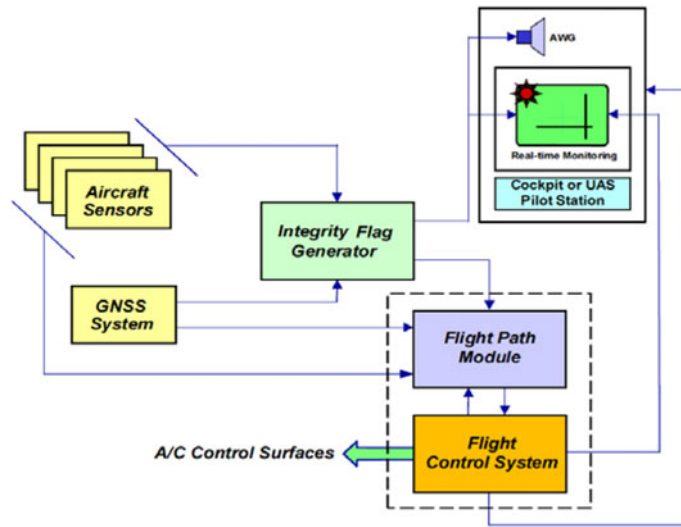 AWG
Real-time Monitoring
Cockpit or UAS
Pilot Station
Aircraft
Sensors
Integrity Flag
Generator
GNSS
System
Flight Path
Module
A/C Control Surfaces
Flight
Control System